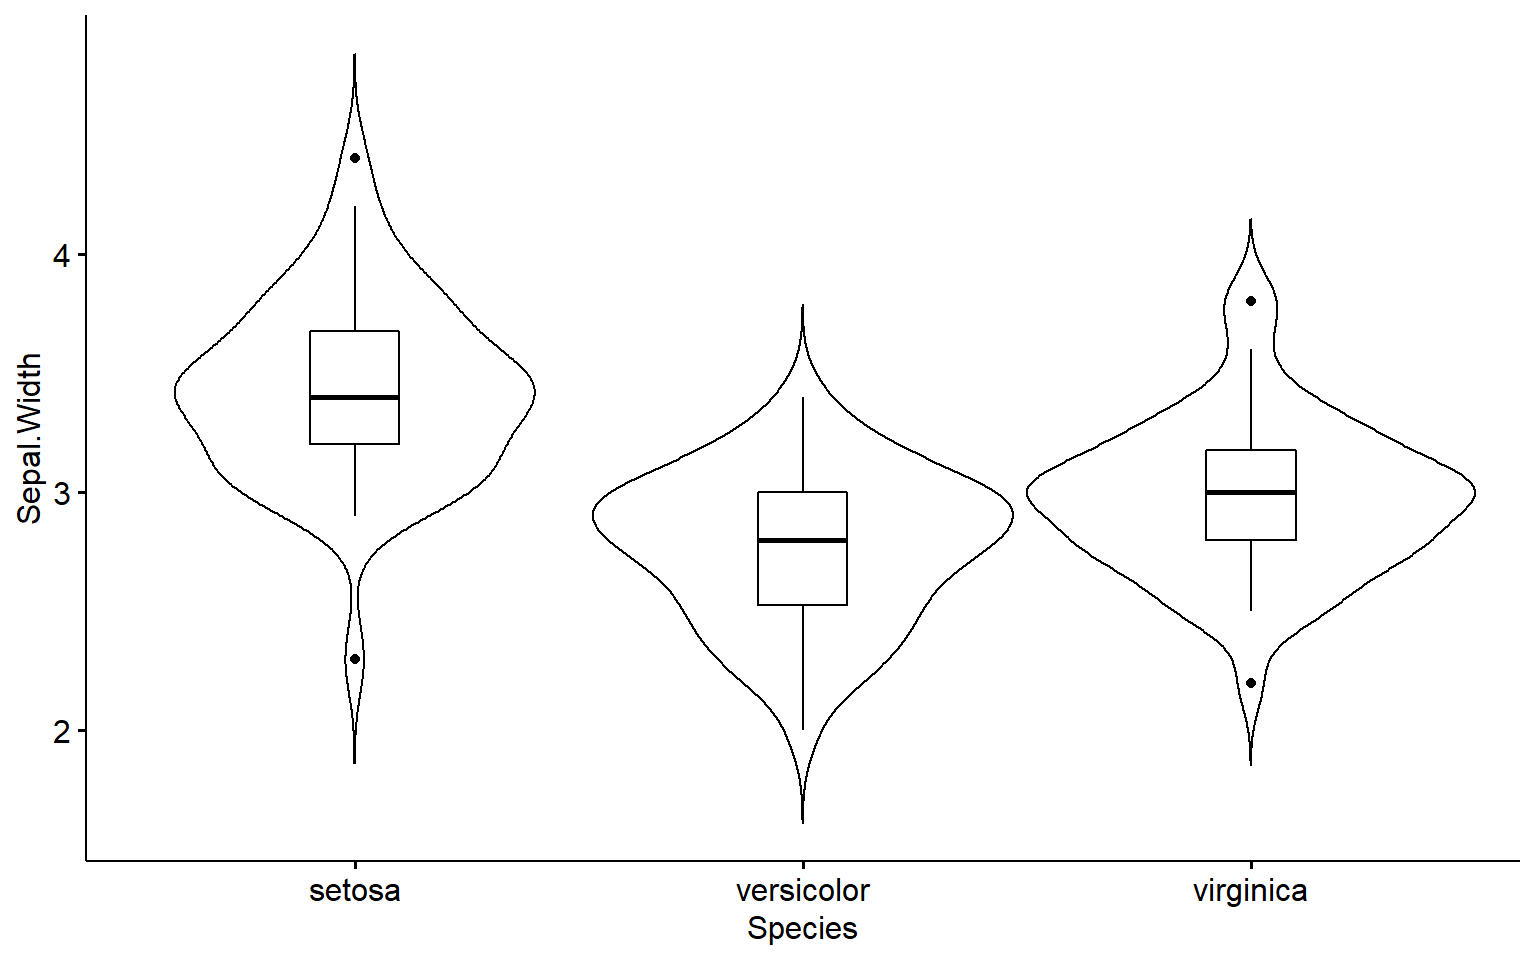 Sepal.Width
4
3
2
setosa versicolor virginica
Species